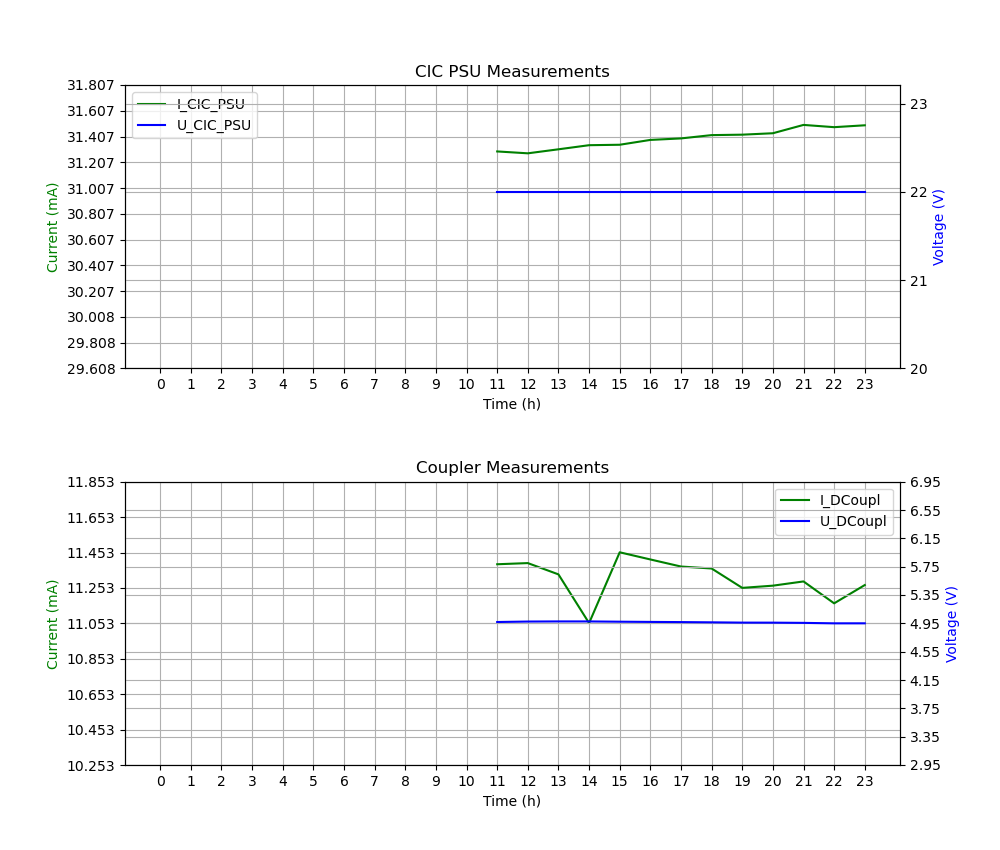 CIC PSU Measurements
I_CIC_PSU
U_CIC_PSU
31.807
31.607
31.407
31.207
31.007
30.807
30.607
30.407
30.207
30.008
29.808
29.608
Current (mA)
23
22
21
20
Voltage (V)
0 1 2 3 4 5 6 7 8 9 10 11 12 13 14 15 16 17 18 19 20 21 22 23
Time (h)
Coupler Measurements
I_DCoupl
U_DCoupl
11.853
11.653
11.453
11.253
11.053
10.853
10.653
10.453
10.253
Current (mA)
6.95
6.55
6.15
5.75
5.35
4.95
4.55
4.15
3.75
3.35
2.95
Voltage (V)
0 1 2 3 4 5 6 7 8 9 10 11 12 13 14 15 16 17 18 19 20 21 22 23
Time (h)